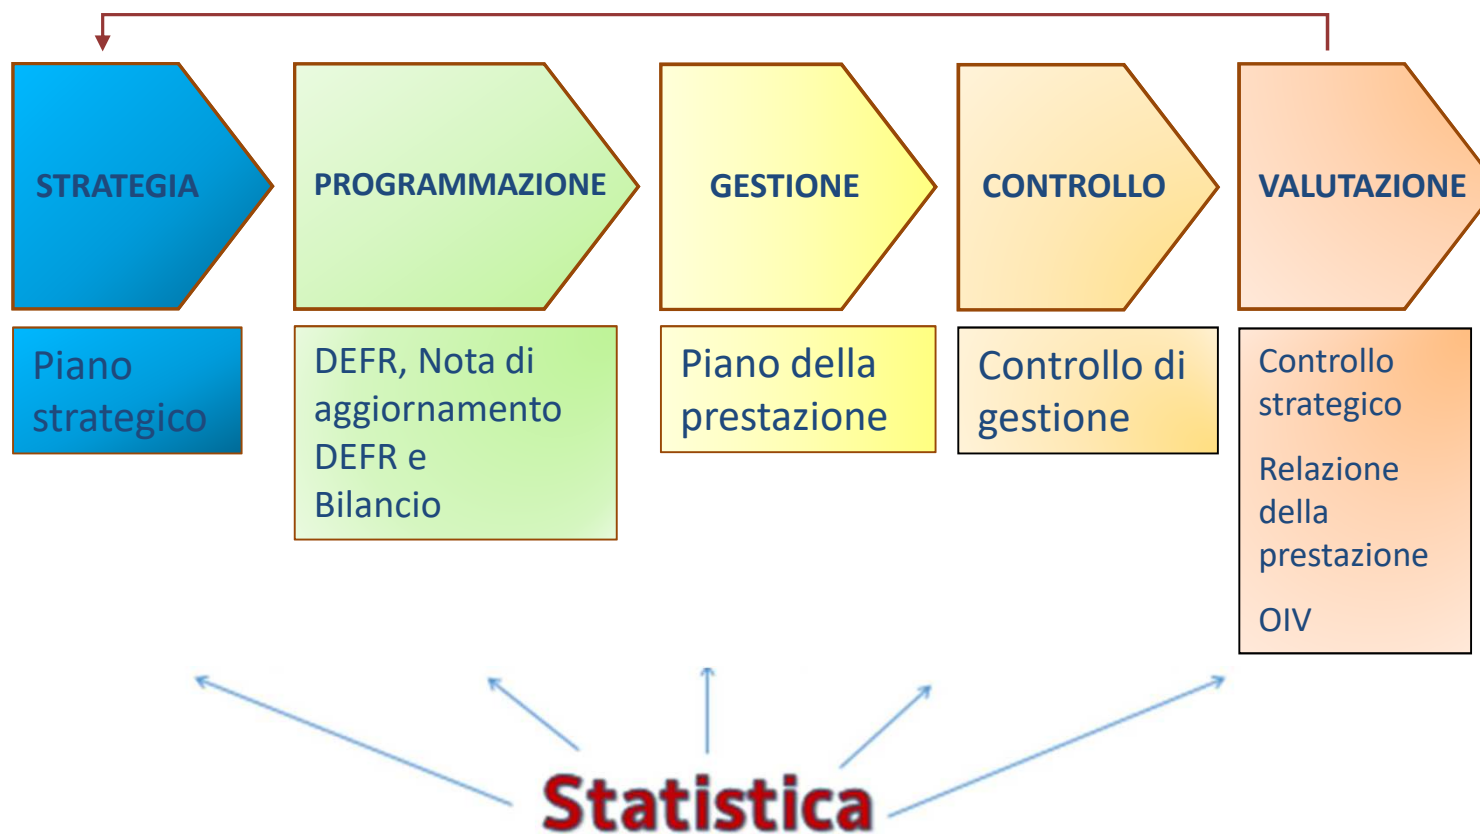 STRATEGIA
PROGRAMMAZIONE
GESTIONE
CONTROLLO
VALUTAZIONE
Piano
strategico
DEFR, Nota di
aggiornamento
DEFR e
Bilancio
Piano della
prestazione
Controllo di
gestione
Controllo
strategico
Relazione
della
prestazione
OIV
Statistica